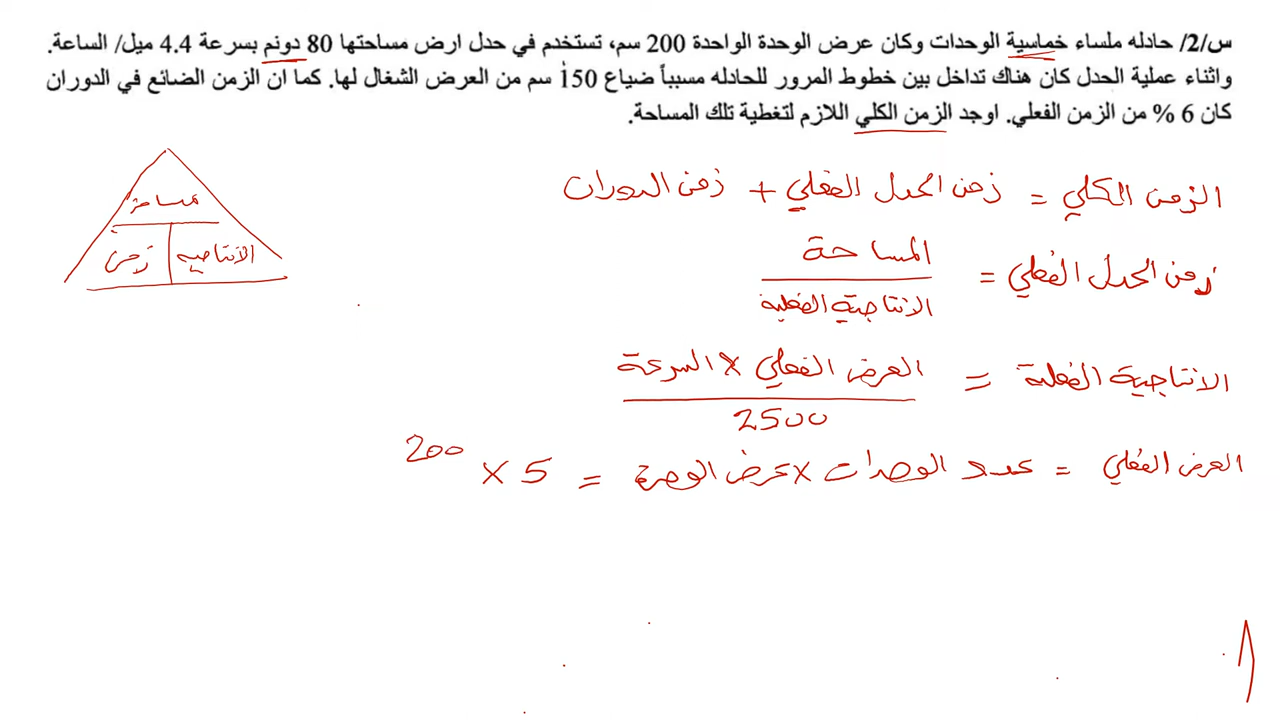 س/2/ حادله ملساء خماسية الوحدات وكان عرض الوحدة الواحدة 200 سم، تستخدم في حدل ارض مساحتها 80 دونم بسرعة 4.4 ميل/ الساعة.
واثناء عملية الحدل كان هناك تداخل بين خطوط المرور للحادله مسبباً ضياع 150 سم من العرض الشغال لها. كما ان الزمن الضائع في الدوران
كان 6 % من الزمن الفعلي. اوجد الزمن الكلي اللازم لتغطية تلك المساحة.
الزمن الكلي = زمن الحدل الفعلي + زمن الدوران
مساحة
زمن الانتاجيه
زمن الحدل الفعلي = المساحة
الانتاجية الفعلية
الانتاجية الفعلية = العرض الفعلي × السرعة
2500
العرض الفعلي = عدد الوحدات × عرض الوحدة = 5 × 200